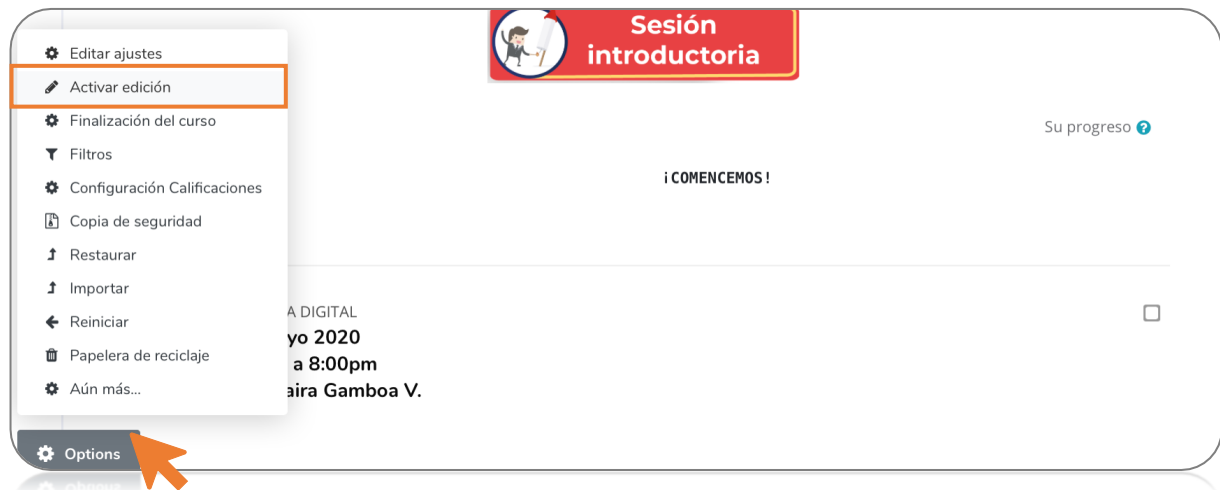 Sesión
introductoria
Editar ajustes
Activar edición
Finalización del curso
Filtros
Configuración Calificaciones
Copia de seguridad
Restaurar
Importar
Reiniciar
Papelera de reciclaje
Aún más...
Options
Su progreso
¡COMENCEMOS!
A DIGITAL
yo 2020
a 8:00pm
aira Gamboa V.